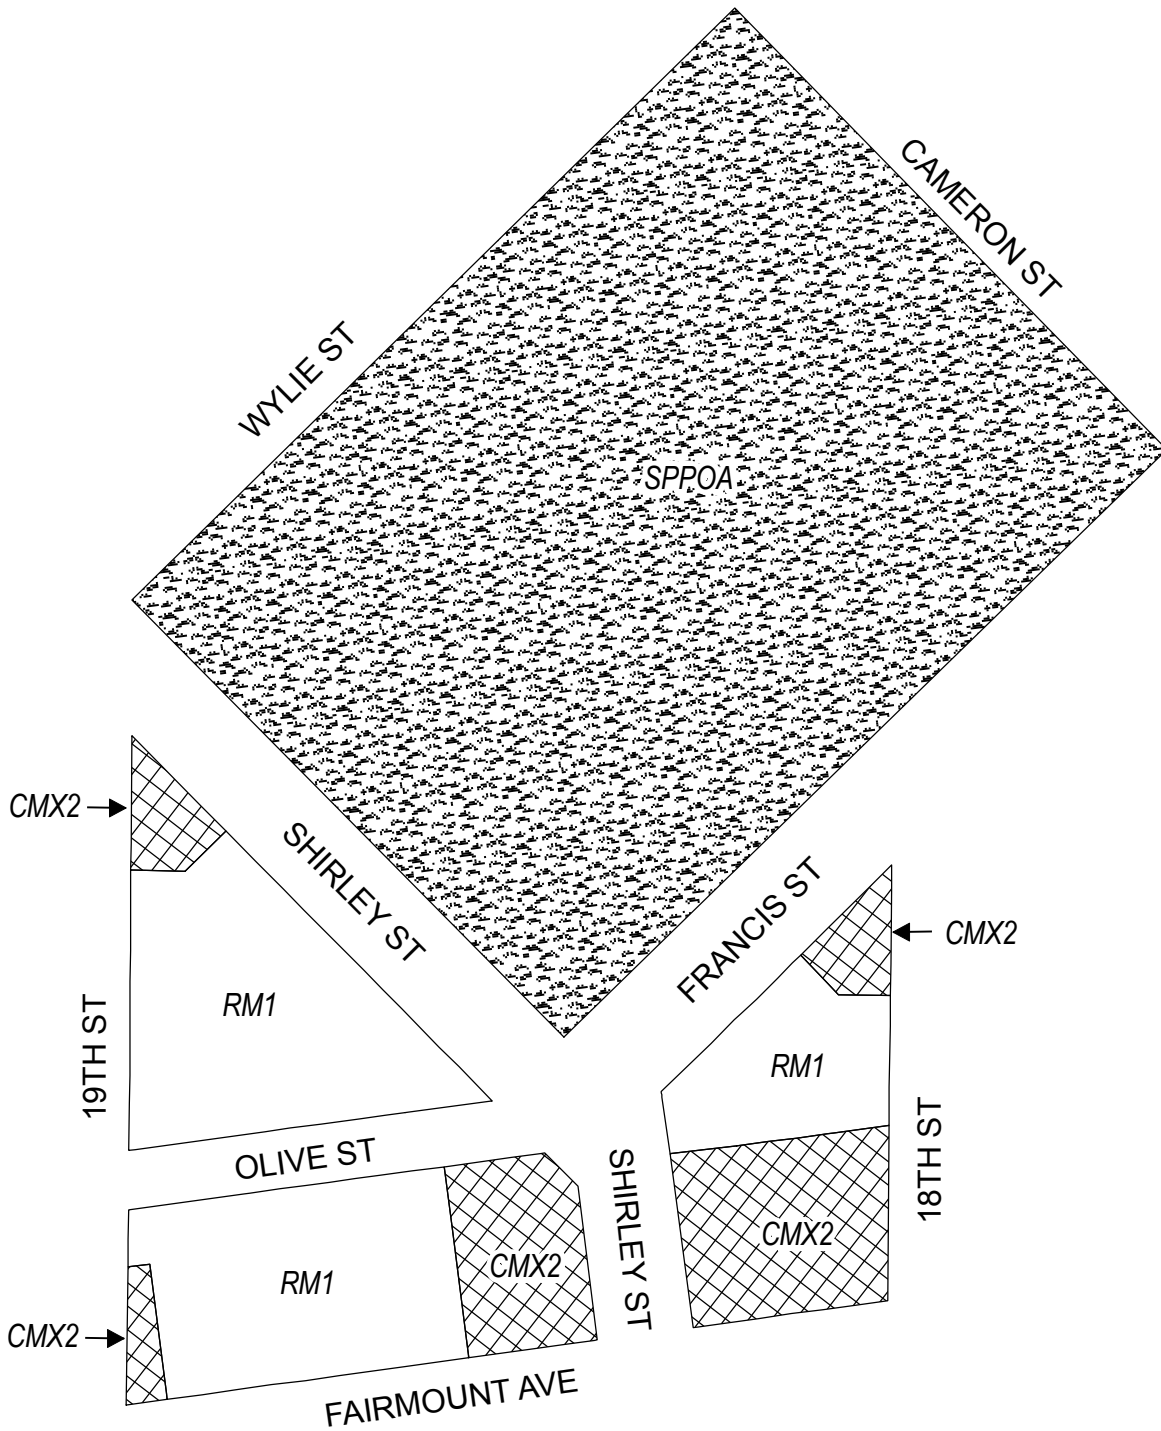 CAMERON ST
WYLIE ST
SPPOA
CMX2
SHIRLEY ST
FRANCIS ST
CMX2
RM1
19TH ST
RM1
18TH ST
OLIVE ST
SHIRLEY ST
CMX2
CMX2
RM1
CMX2
FAIRMOUNT AVE